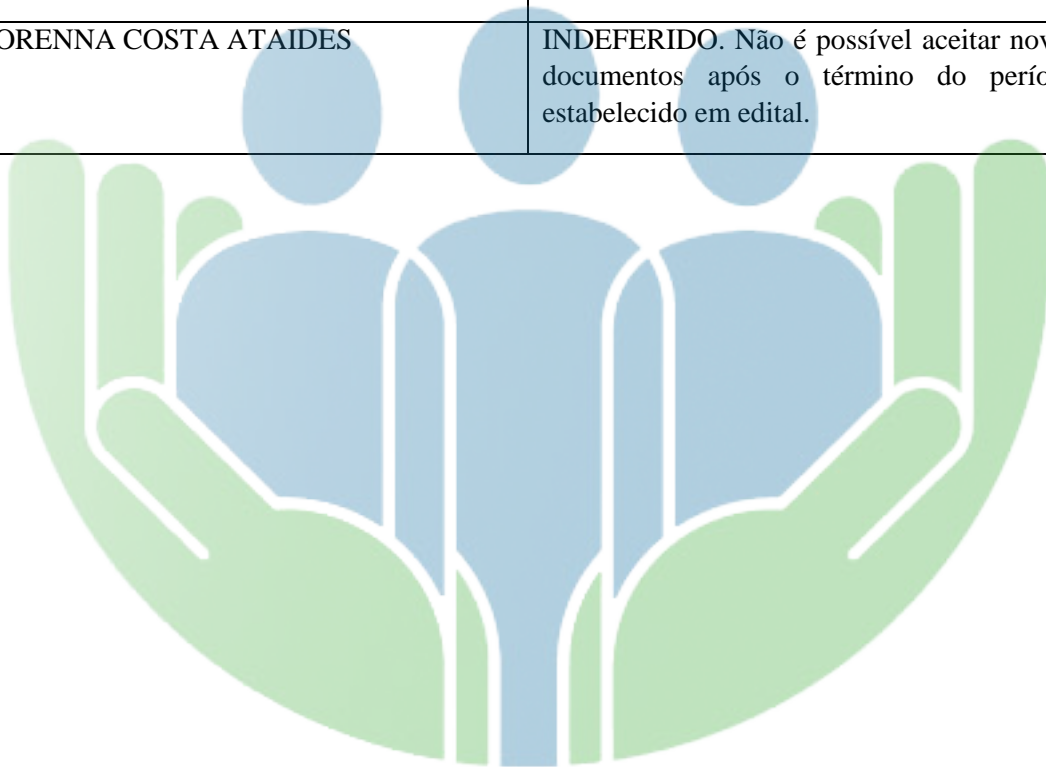 ORENNA COSTA ATAIDES
INDEFERIDO. Não é possível aceitar nov
documentos após o término do perío
estabelecido em edital.